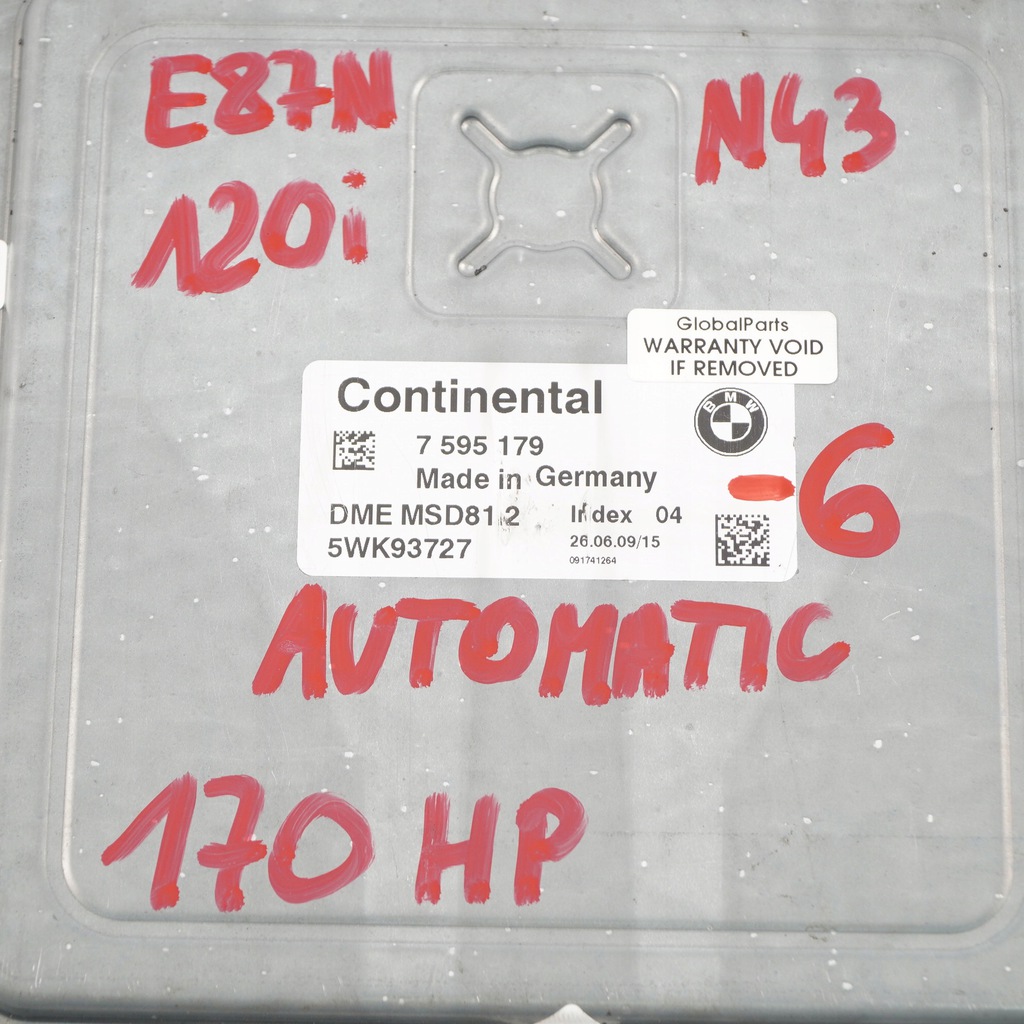 E87N
N43
120i
GlobalParts
WARRANTY VOID
IF REMOVED
Continental
BMW
7 595 179
Made in Germany
-6
DME MSD81.2 Index 04
5WK93727 26.06.09/15
091741264
AUTOMATIC
170 HP